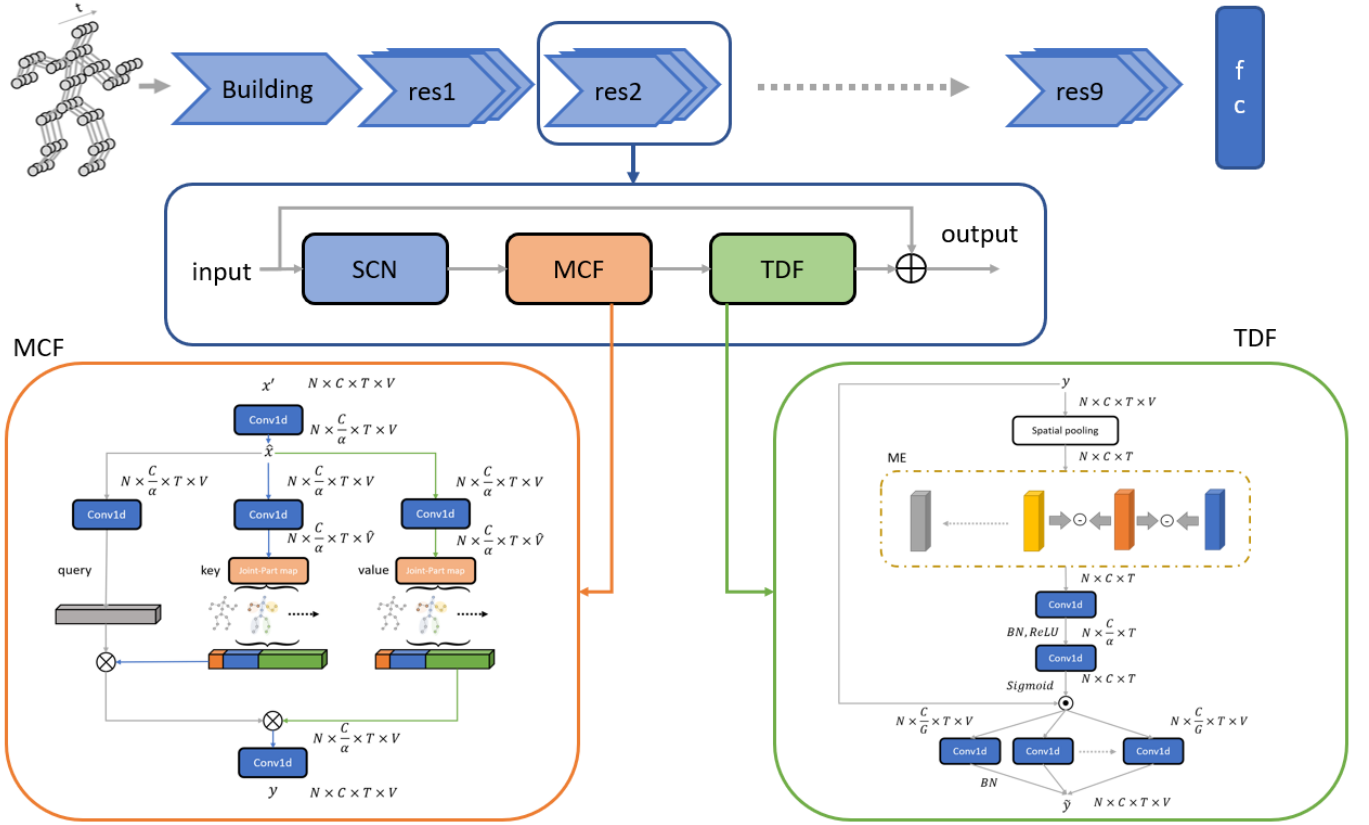 t
Building
res1
res2
res9
f
c
input
SCN
MCF
TDF
output
MCF
x′ N × C × T × V
Conv1d
N × C/α × T × V
x̂
N × C/α × T × V
N × C/α × T × V
N × C/α × T × V
Conv1d
Conv1d
Conv1d
N × C/α × T × V̂
N × C/α × T × V̂
query
key
Joint-Part map
value
Joint-Part map
N × C/α × T × V
Conv1d
y N × C × T × V
TDF
y
N × C × T × V
Spatial pooling
N × C × T
ME
-
-
N × C × T
Conv1d
BN, ReLU
N × C/α × T
Conv1d
N × C × T
Sigmoid
N × C/G × T × V
N × C/G × T × V
Conv1d
Conv1d
Conv1d
BN
ỹ
N × C × T × V